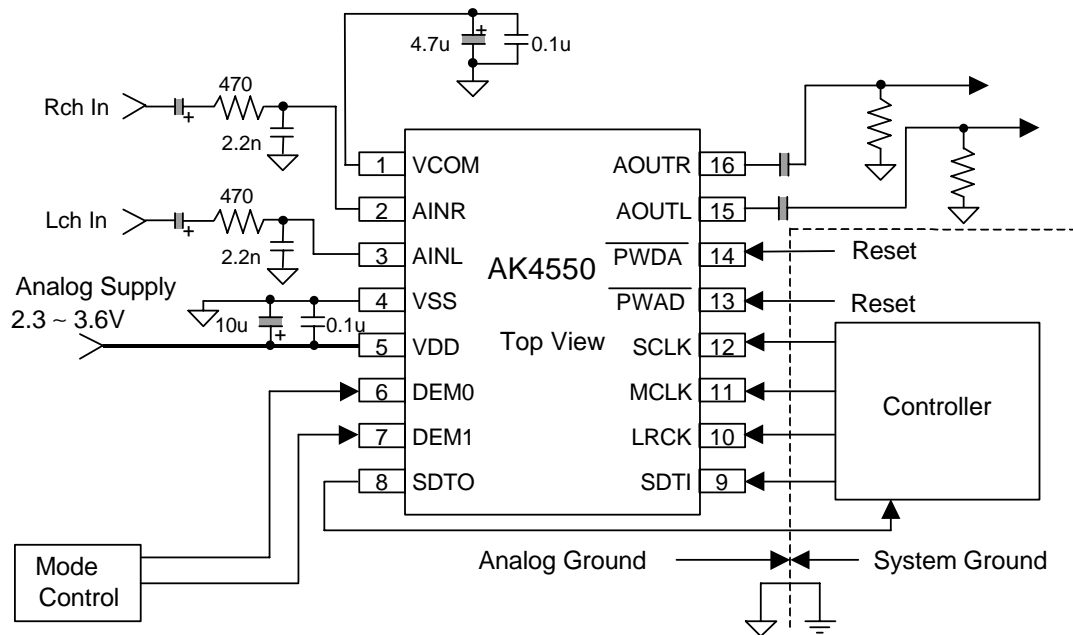 4.7u
+
0.1u
470
Rch In
+
2.2n
470
Lch In
+
2.2n
Analog Supply
2.3 ~ 3.6V
10u
+
0.1u
1 VCOM
2 AINR
3 AINL
4 VSS
5 VDD
6 DEM0
7 DEM1
8 SDTO
AK4550
Top View
AOUTR 16
AOUTL 15
PWDA 14
PWAD 13
SCLK 12
MCLK 11
LRCK 10
SDTI 9
Reset
Reset
Controller
Mode
Control
Analog Ground
System Ground